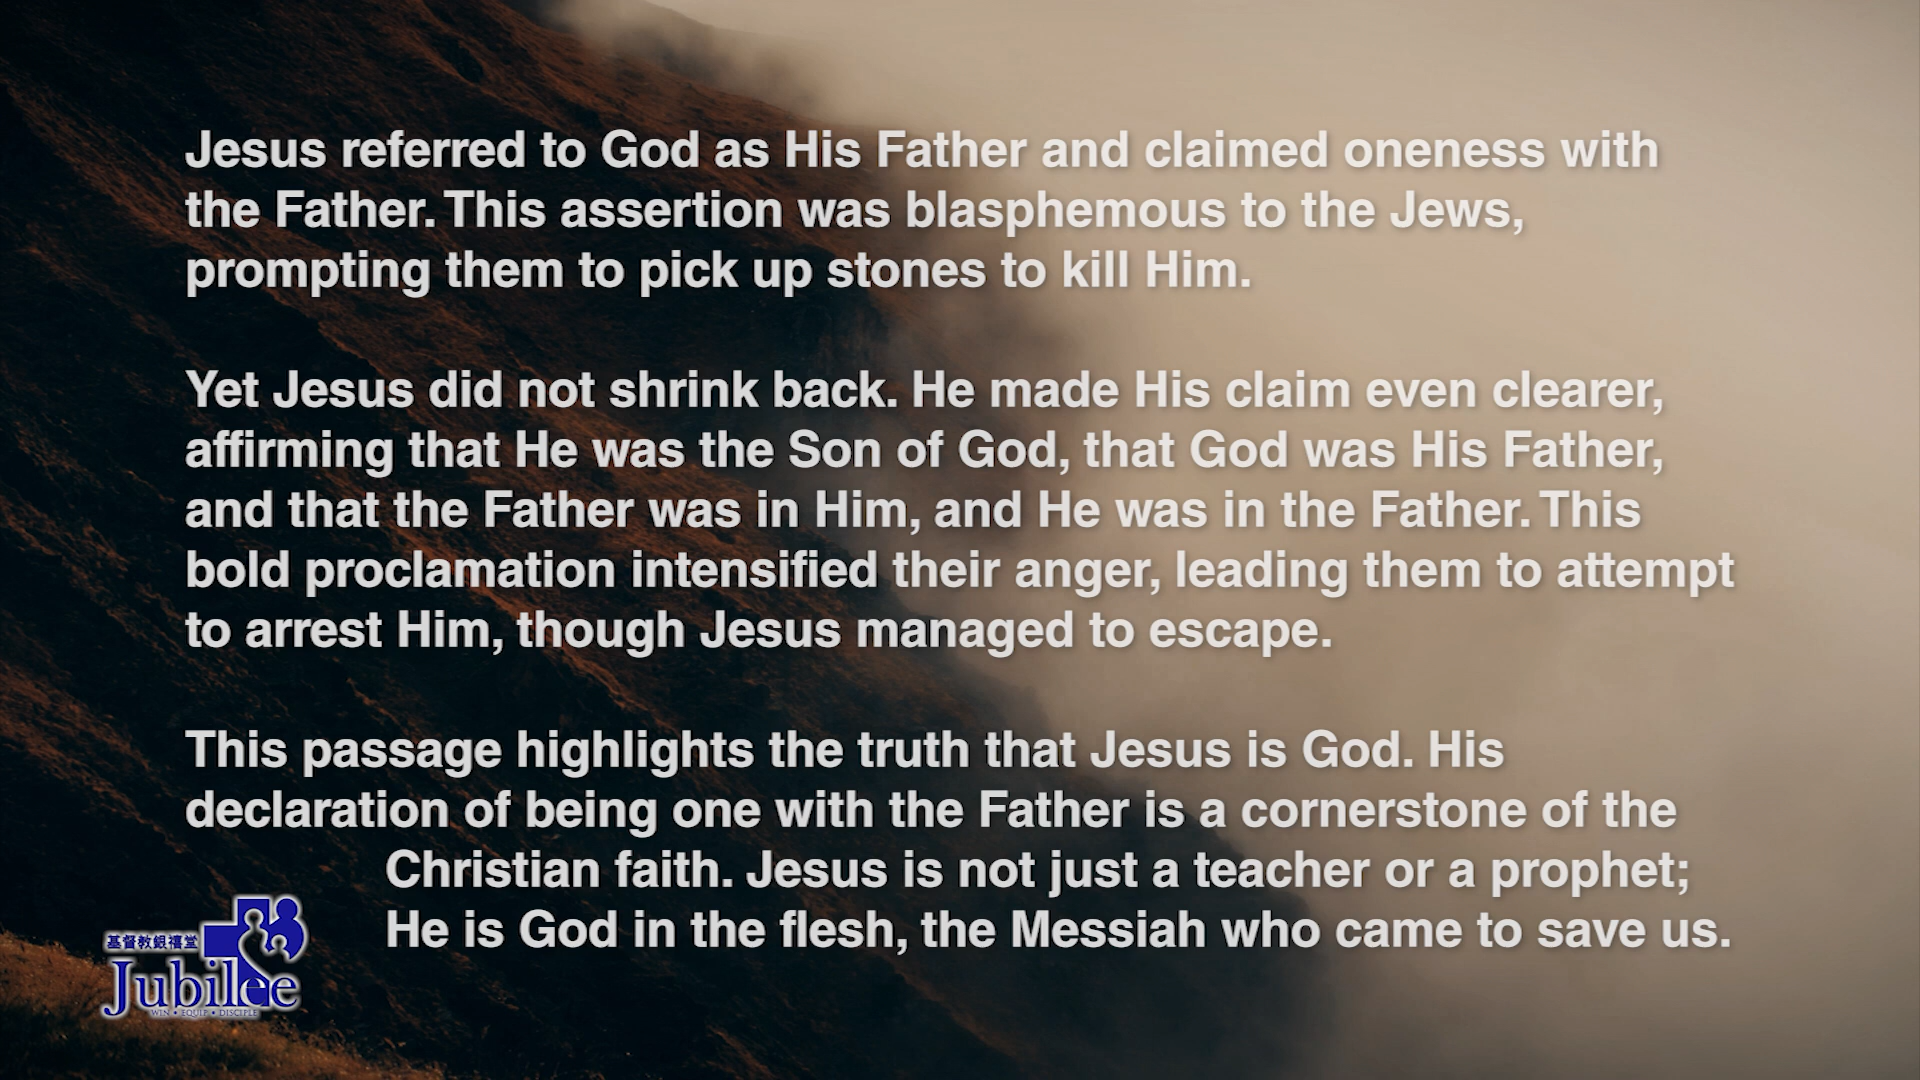 Jesus referred to God as His Father and claimed oneness with
the Father. This assertion was blasphemous to the Jews,
prompting them to pick up stones to kill Him.
Yet Jesus did not shrink back. He made His claim even clearer,
affirming that He was the Son of God, that God was His Father,
and that the Father was in Him, and He was in the Father. This
bold proclamation intensified their anger, leading them to attempt
to arrest Him, though Jesus managed to escape.
This passage highlights the truth that Jesus is God. His
declaration of being one with the Father is a cornerstone of the
Christian faith. Jesus is not just a teacher or a prophet;
He is God in the flesh, the Messiah who came to save us.
基督教銀禧堂
Jubilee
WIN • EQUIP • DISCIPLE